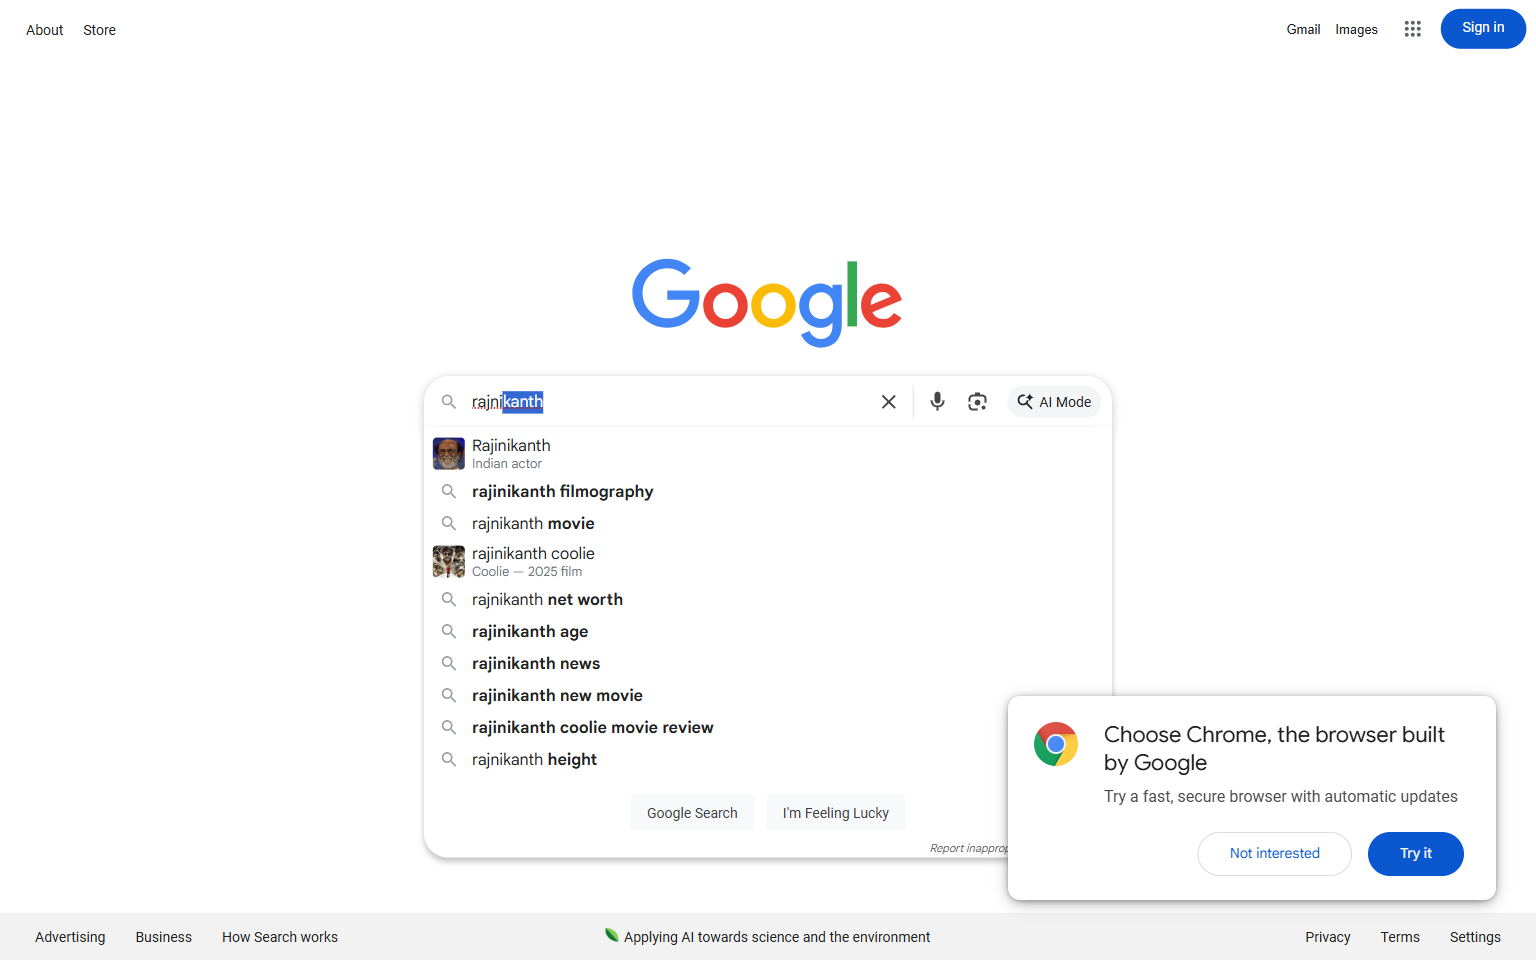 About Store
Gmail Images Sign in
Google
rajnikanth
AI Mode
Rajinikanth
Indian actor
rajinikanth filmography
rajnikanth movie
rajinikanth coolie
Coolie — 2025 film
rajnikanth net worth
rajinikanth age
rajinikanth news
rajinikanth new movie
rajinikanth coolie movie review
rajnikanth height
Google Search I'm Feeling Lucky
Report
Choose Chrome, the browser built
by Google
Try a fast, secure browser with automatic updates
Not interested Try it
Advertising Business How Search works
Applying AI towards science and the environment
Privacy Terms Settings